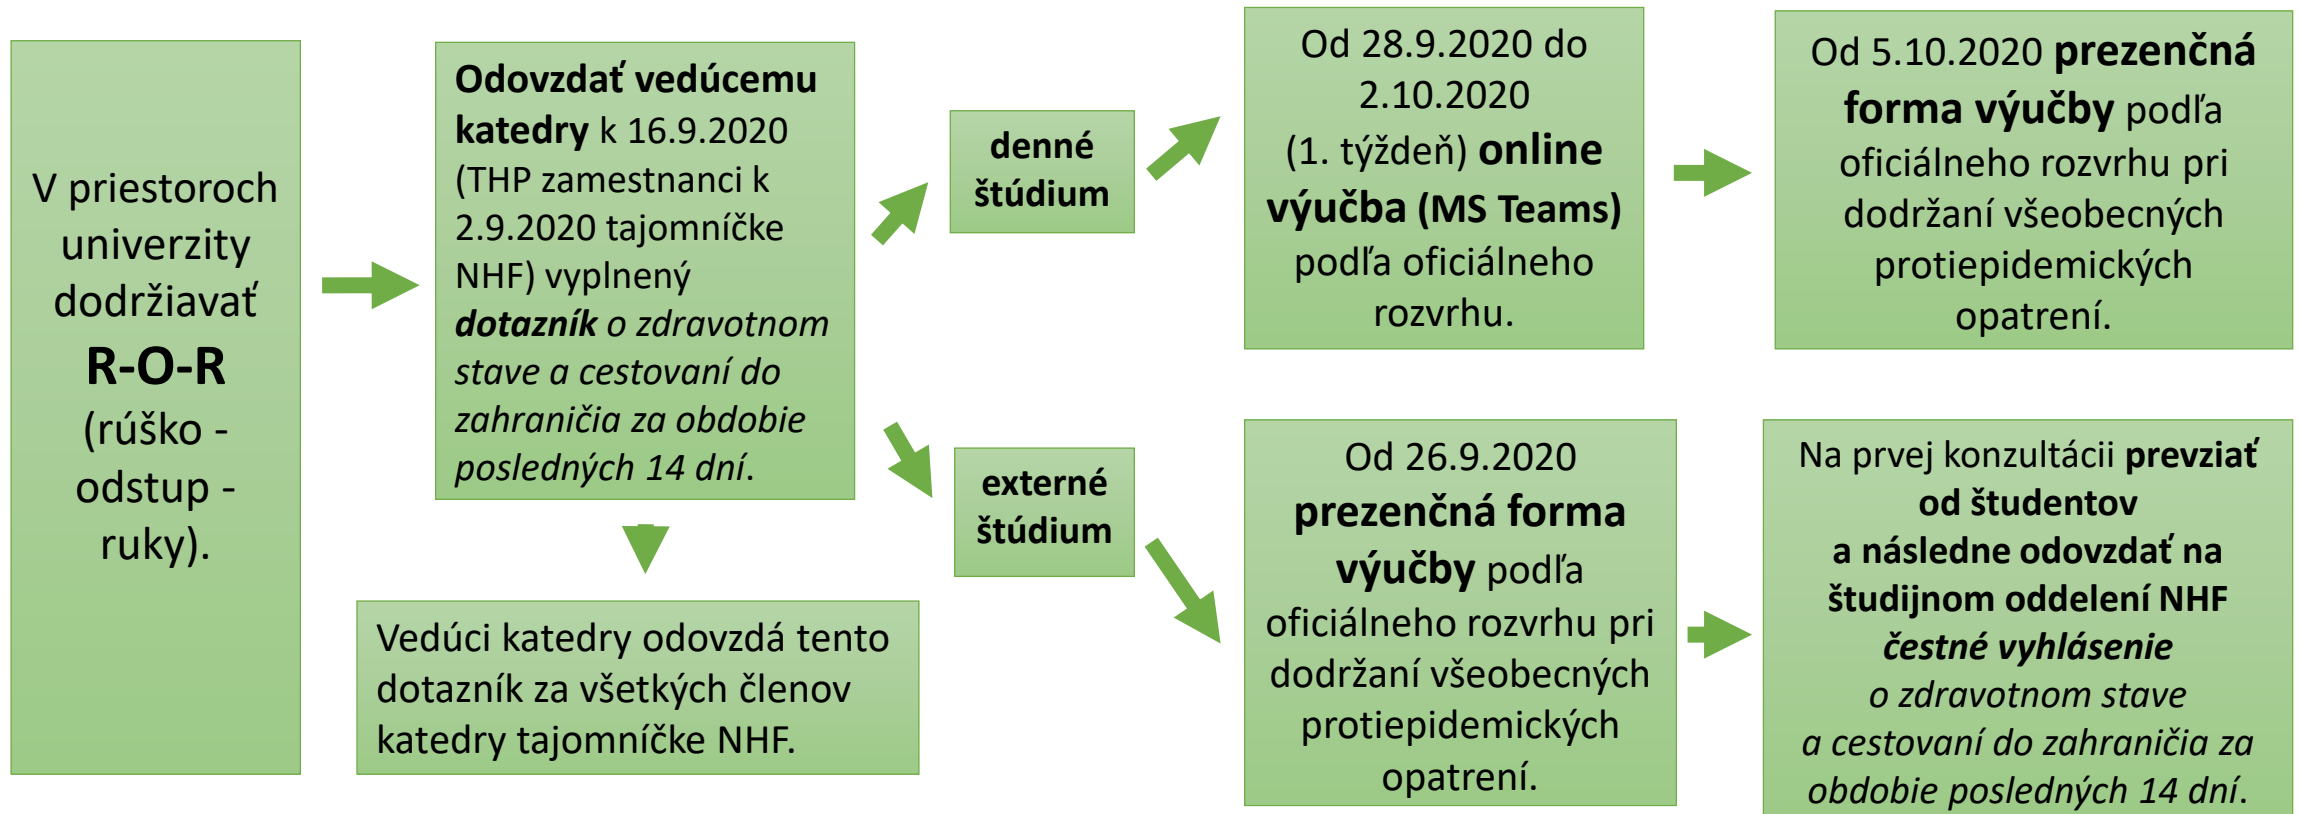 V priestoroch
univerzity
dodržiavať
R-O-R
(rúško -
odstup -
ruky).
Odovzdať vedúcemu
katedry k 16.9.2020
(THP zamestnanci k
2.9.2020 tajomníčke
NHF) vyplnený
dotazník o zdravotnom
stave a cestovaní do
zahraničia za obdobie
posledných 14 dní.
Vedúci katedry odovzdá tento
dotazník za všetkých členov
katedry tajomníčke NHF.
denné
štúdium
Od 28.9.2020 do
2.10.2020
(1. týždeň) online
výučba (MS Teams)
podľa oficiálneho
rozvrhu.
Od 5.10.2020 prezenčná
forma výučby podľa
oficiálneho rozvrhu pri
dodržaní všeobecných
protiepidemických
opatrení.
externé
štúdium
Od 26.9.2020
prezenčná forma
výučby podľa
oficiálneho rozvrhu pri
dodržaní všeobecných
protiepidemických
opatrení.
Na prvej konzultácii prevziať
od študentov
a následne odovzdať na
študijnom oddelení NHF
čestné vyhlásenie
o zdravotnom stave
a cestovaní do zahraničia za
obdobie posledných 14 dní.